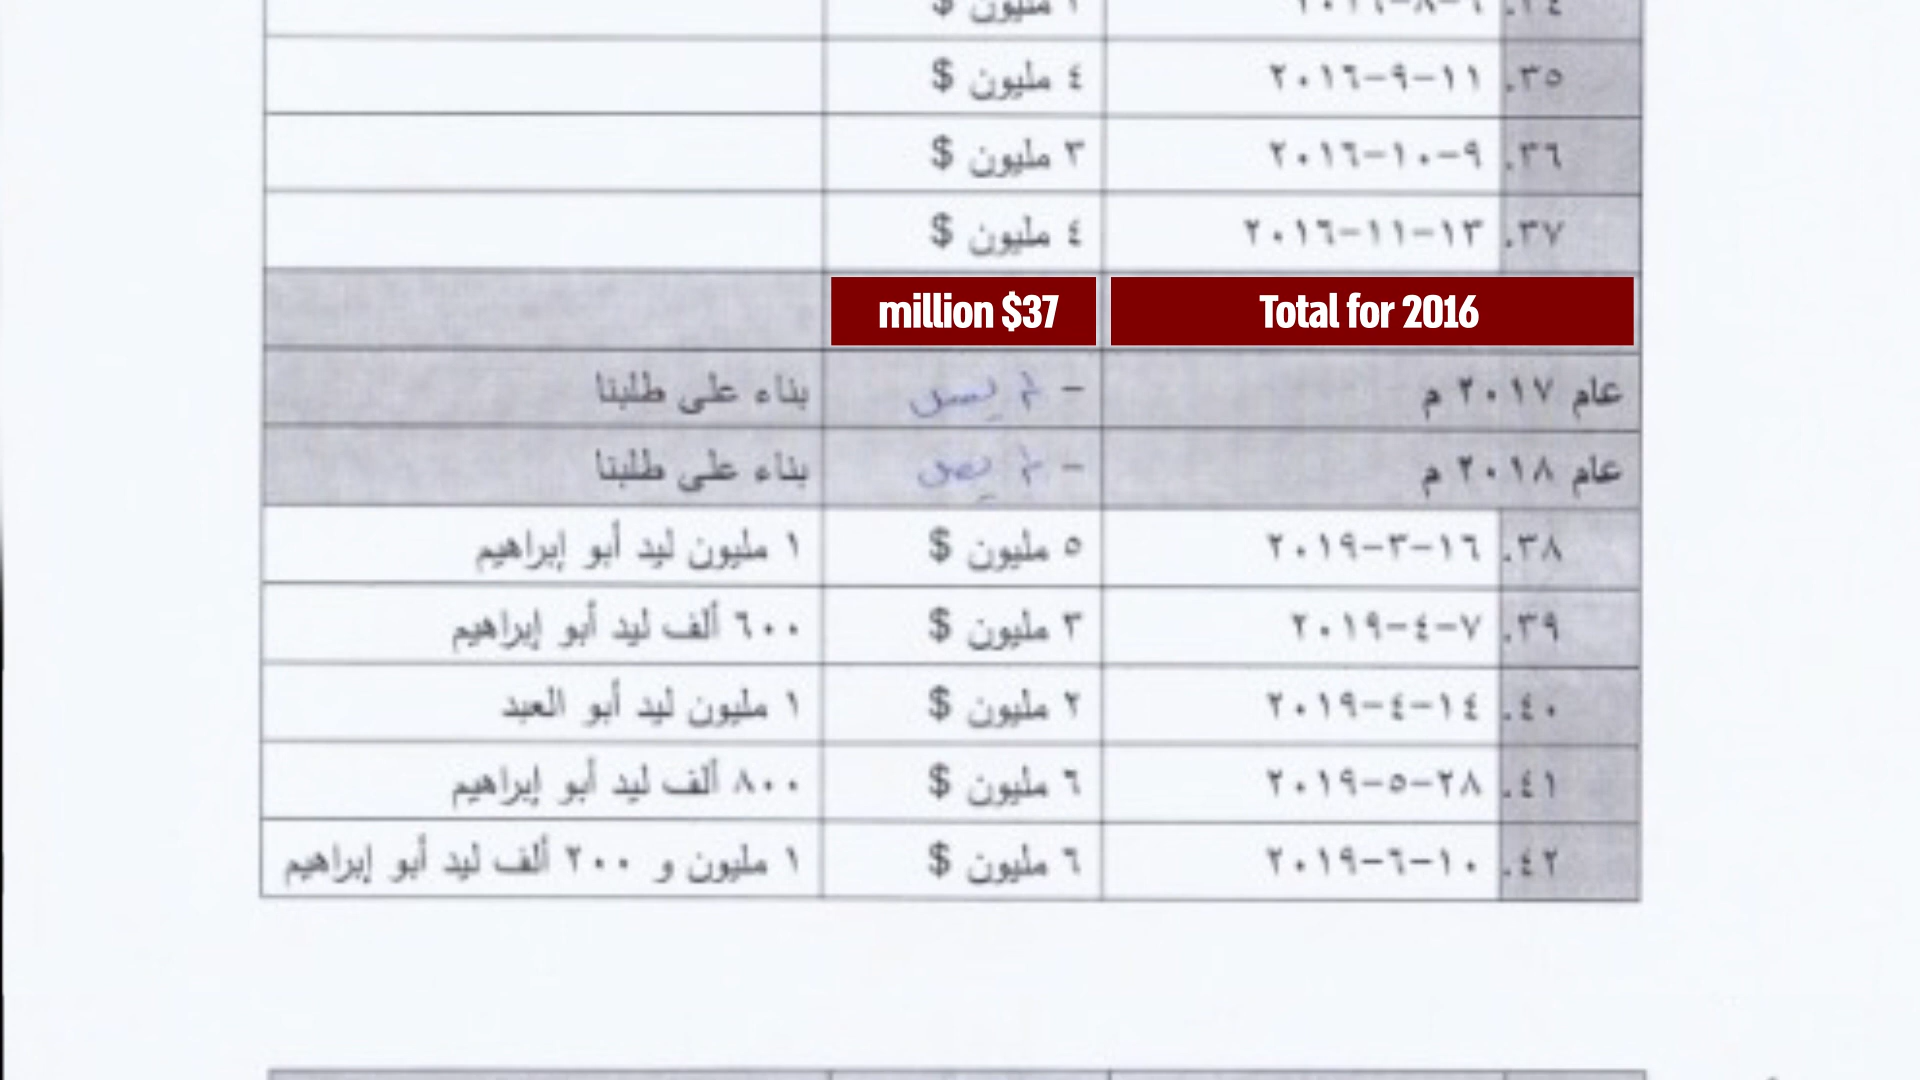 ٣٥. ١١-٩-٢٠١٦ ٤ مليون $
٣٦. ٩-١٠-٢٠١٦ ٣ مليون $
٣٧. ١٣-١١-٢٠١٦ ٤ مليون $
Total for 2016 million $37
عام ٢٠١٧ م - بناء على طلبنا
عام ٢٠١٨ م - بناء على طلبنا
٣٨. ١٦-٣-٢٠١٩ ٥ مليون $ ١ مليون ليد أبو إبراهيم
٣٩. ٧-٤-٢٠١٩ ٣ مليون $ ٦٠٠ ألف ليد أبو إبراهيم
٤٠. ١٤-٤-٢٠١٩ ٢ مليون $ ١ مليون ليد أبو العبد
٤١. ٢٨-٥-٢٠١٩ ٦ مليون $ ٨٠٠ ألف ليد أبو إبراهيم
٤٢. ١٠-٦-٢٠١٩ ٦ مليون $ ١ مليون و ٢٠٠ ألف ليد أبو إبراهيم